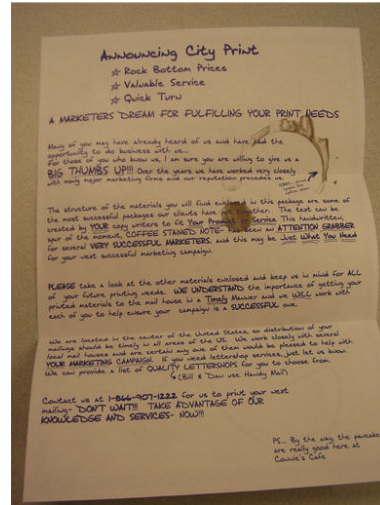 Announcing City Print
☆ Rock Bottom Prices
☆ Valuable Service
☆ Quick Turn
A MARKETERS' DREAM FOR FULFILLING YOUR PRINT NEEDS
Many of you may have already heard of us and have had the
opportunity to do business with us...
For those of you who know us, I am sure you are willing to give us a
BIG THUMBS UP!!! Over the years we have worked very closely
with many major marketing firms and our reputation precedes us.
The structure of the materials you will find enclosed in this package are some of
the most successful packages our clients have put together. The text can be
created by YOUR copy writers to fit Your Product or Service. This handwritten,
spur of the moment, COFFEE STAINED NOTE- has been an ATTENTION GRABBER
for several VERY SUCCESSFUL MARKETERS, and this may be Just What You Need
for your next successful marketing campaign.
PLEASE take a look at the other materials enclosed and keep us in mind for ALL
of your future printing needs. WE UNDERSTAND the importance of getting your
printed materials to the mail house in a Timely Manner and we WILL work with
each of you to help ensure your campaign is a SUCCESSFUL one.
We are located in the center of the United States, so distribution of your
mailings should be timely in all areas of the US. We work closely with several
local mail houses and are certain any one of them would be pleased to help with
YOUR MARKETING CAMPAIGN. If you need lettershop services, just let us know.
We can provide a list of QUALITY LETTERSHOPS for you to choose from
(Bill & Dan use Handy Mail)
Contact us at 1-866-907-1222 for us to print your next
mailing- DON'T WAIT!!! TAKE ADVANTAGE OF OUR
KNOWLEDGE AND SERVICES- NOW!!!
PS... By the way, the pancakes
are really good here at
Connie's Cafe